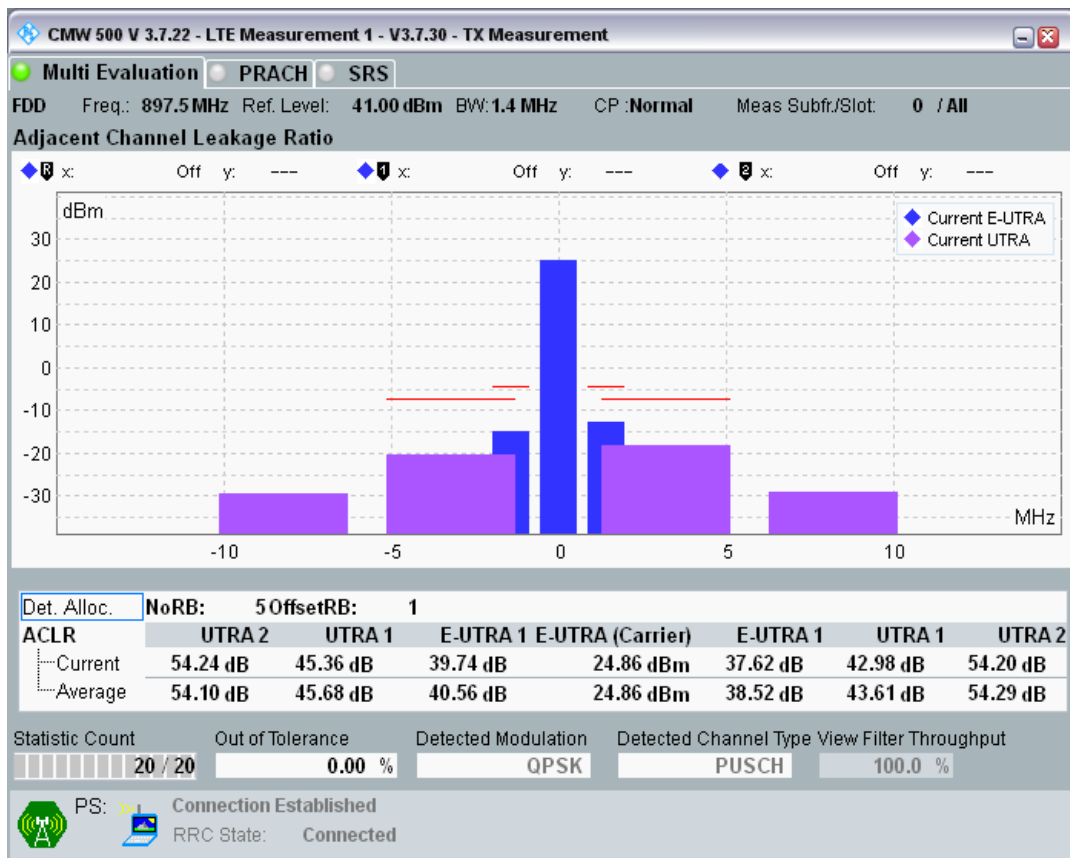 CMW 500 V 3.7.22 - LTE Measurement 1 - V3.7.30 - TX Measurement
Multi Evaluation PRACH SRS
FDD Freq.: 897.5 MHz Ref. Level: 41.00 dBm BW: 1.4 MHz CP :Normal Meas Subfr./Slot: 0 / All
Adjacent Channel Leakage Ratio
R x: Off y: --- 1 x: Off y: --- 2 x: Off y: ---
dBm
Current E-UTRA
Current UTRA
30
20
10
0
-10
-20
-30
MHz
-10 -5 0 5 10
Det. Alloc. NoRB: 5 OffsetRB: 1
ACLR UTRA 2 UTRA 1 E-UTRA 1 E-UTRA (Carrier) E-UTRA 1 UTRA 1 UTRA 2
Current 54.24 dB 45.36 dB 39.74 dB 24.86 dBm 37.62 dB 42.98 dB 54.20 dB
Average 54.10 dB 45.68 dB 40.56 dB 24.86 dBm 38.52 dB 43.61 dB 54.29 dB
Statistic Count Out of Tolerance Detected Modulation Detected Channel Type View Filter Throughput
20 / 20 0.00 % QPSK PUSCH 100.0 %
PS: Connection Established
RRC State: Connected